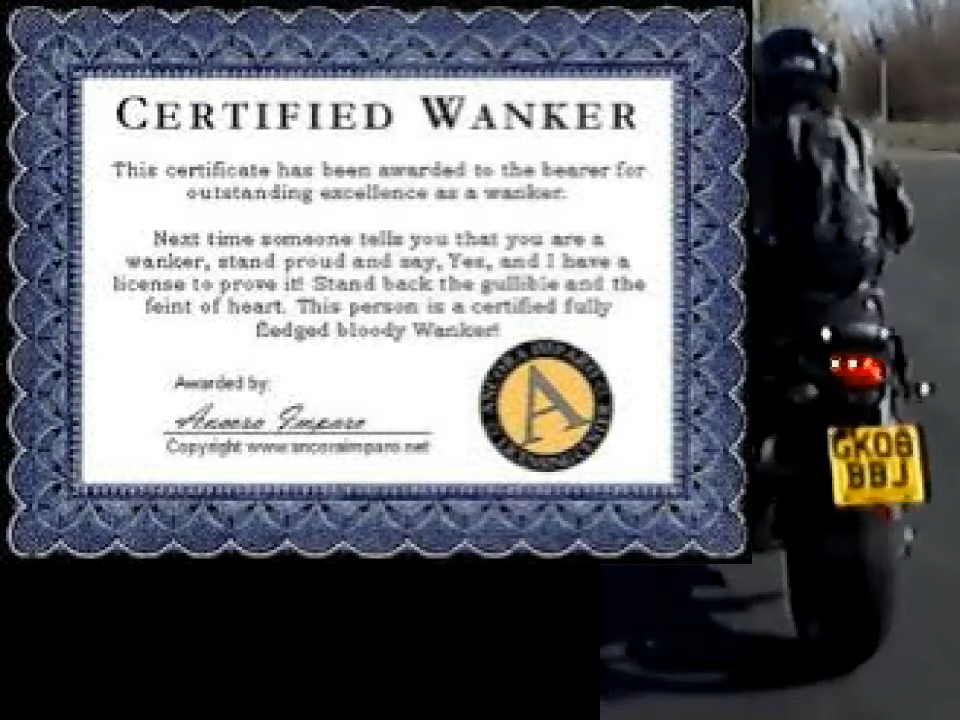 CERTIFIED WANKER
This certificate has been awarded to the bearer for
outstanding excellence as a wanker.
Next time someone tells you that you are a
wanker, stand proud and say, Yes, and I have a
license to prove it! Stand back the gullible and the
feint of heart. This person is a certified fully
fledged bloody Wanker!
Awarded by:
Ancora Imparo
Copyright www.ancoraimparo.net
A
GK08
BBJ